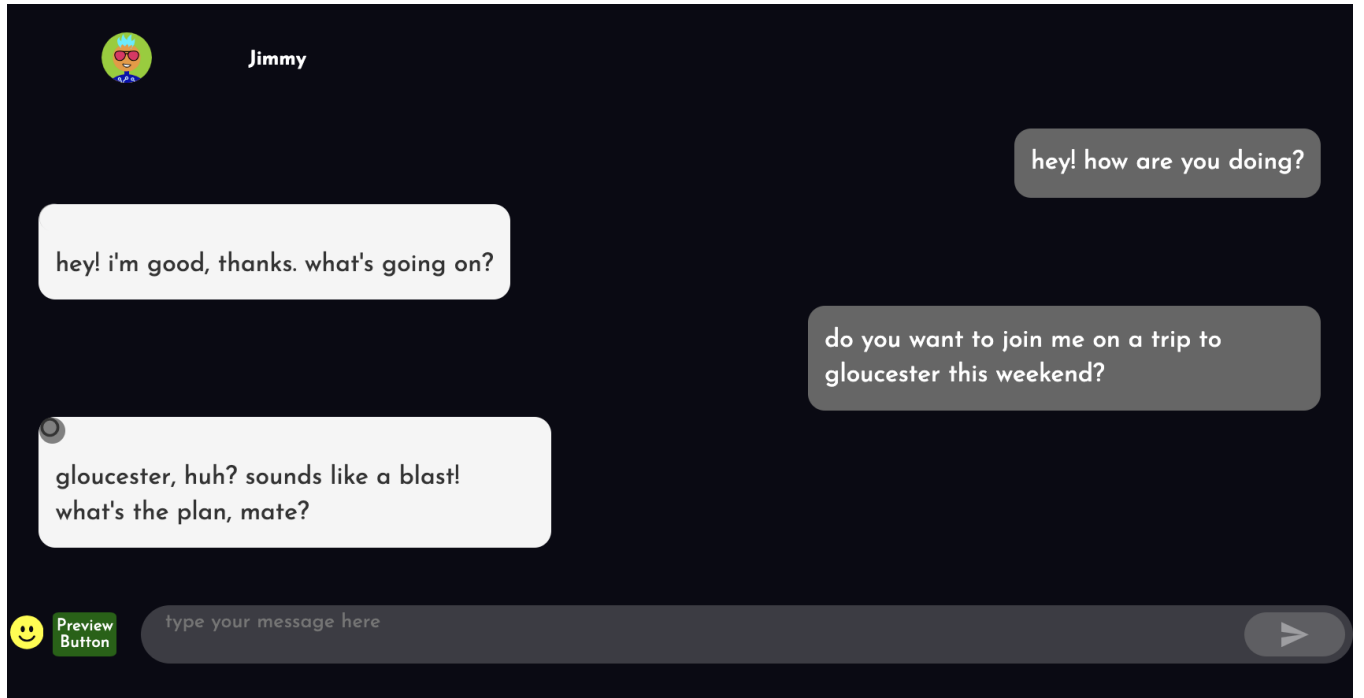 Jimmy
hey! how are you doing?
hey! i'm good, thanks. what's going on?
do you want to join me on a trip to
gloucester this weekend?
gloucester, huh? sounds like a blast!
what's the plan, mate?
Preview
Button
type your message here